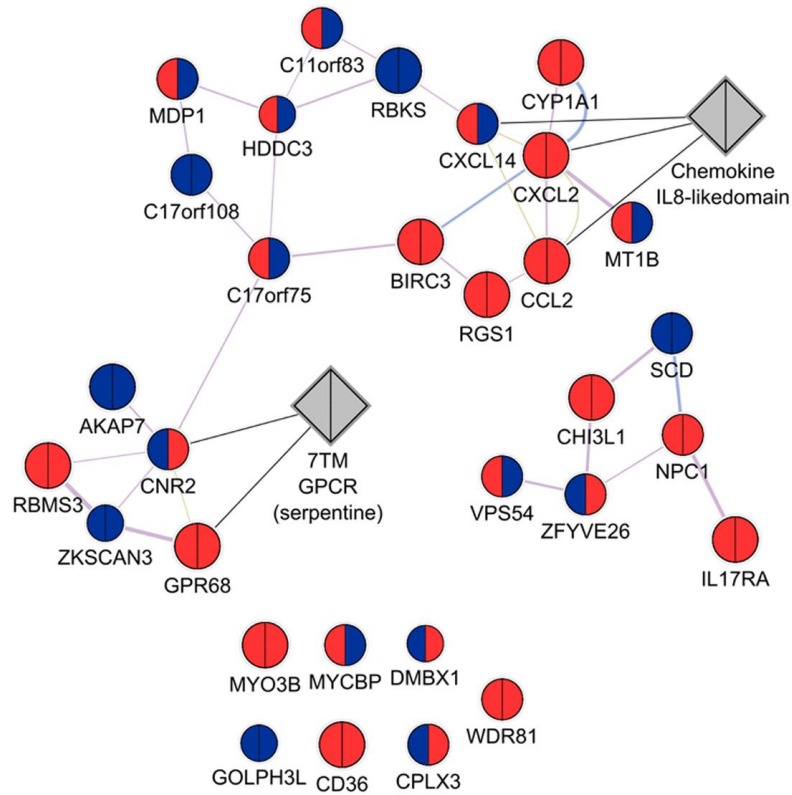 C11orf83
CYP1A1
RBKS
MDP1
HDDC3
CXCL14
Chemokine
IL8-likedomain
CXCL2
C17orf108
MT1B
BIRC3
CCL2
C17orf75
RGS1
SCD
AKAP7
CHI3L1
7TM
GPCR
(serpentine)
NPC1
CNR2
RBMS3
VPS54
ZFYVE26
ZKSCAN3
GPR68
IL17RA
MYO3B
MYCBP
DMBX1
WDR81
GOLPH3L
CD36
CPLX3